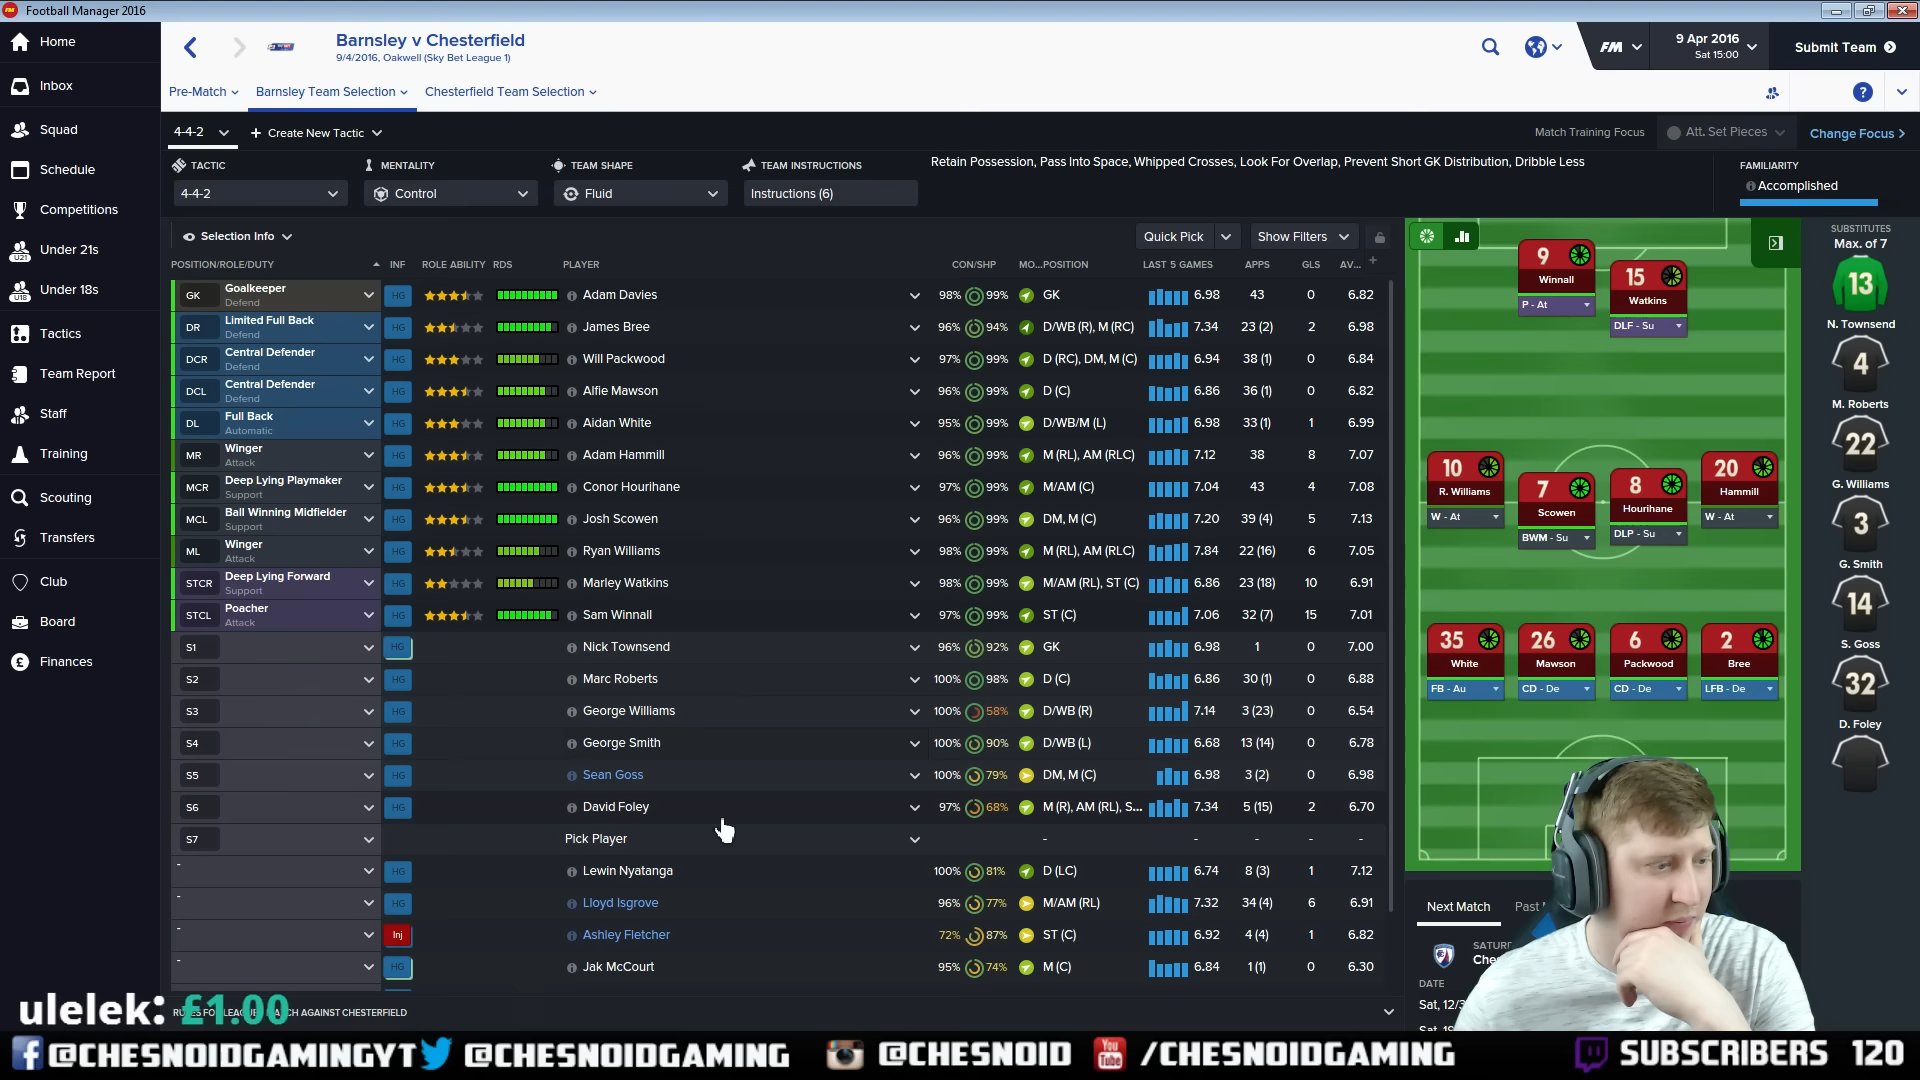 Football Manager 2016
Home
Inbox
Squad
Schedule
Competitions
Under 21s
Under 18s
Tactics
Team Report
Staff
Training
Scouting
Transfers
Club
Board
Finances
Barnsley v Chesterfield
9/4/2016, Oakwell (Sky Bet League 1)
FM
9 Apr 2016
Sat 15:00
Submit Team
Pre-Match
Barnsley Team Selection
Chesterfield Team Selection
4-4-2
+ Create New Tactic
Match Training Focus
Att. Set Pieces
Change Focus >
TACTIC
4-4-2
MENTALITY
Control
TEAM SHAPE
Fluid
TEAM INSTRUCTIONS
Instructions (6)
Retain Possession, Pass Into Space, Whipped Crosses, Look For Overlap, Prevent Short GK Distribution, Dribble Less
FAMILIARITY
Accomplished
Selection Info
Quick Pick
Show Filters
POSITION/ROLE/DUTY INF ROLE ABILITY RDS PLAYER CON/SHP MO... POSITION LAST 5 GAMES APPS GLS AV...
GK Goalkeeper Defend HG Adam Davies 98% 99% GK 6.98 43 0 6.82
DR Limited Full Back Defend HG James Bree 96% 94% D/WB (R), M (RC) 7.34 23 (2) 2 6.98
DCR Central Defender Defend HG Will Packwood 97% 99% D (RC), DM, M (C) 6.94 38 (1) 0 6.84
DCL Central Defender Defend HG Alfie Mawson 96% 99% D (C) 6.86 36 (1) 0 6.82
DL Full Back Automatic HG Aidan White 95% 99% D/WB/M (L) 6.98 33 (1) 1 6.99
MR Winger Attack HG Adam Hammill 96% 99% M (RL), AM (RLC) 7.12 38 8 7.07
MCR Deep Lying Playmaker Support HG Conor Hourihane 97% 99% M/AM (C) 7.04 43 4 7.08
MCL Ball Winning Midfielder Support HG Josh Scowen 96% 99% DM, M (C) 7.20 39 (4) 5 7.13
ML Winger Attack HG Ryan Williams 98% 99% M (RL), AM (RLC) 7.84 22 (16) 6 7.05
STCR Deep Lying Forward Support HG Marley Watkins 98% 99% M/AM (RL), ST (C) 6.86 23 (18) 10 6.91
STCL Poacher Attack HG Sam Winnall 97% 99% ST (C) 7.06 32 (7) 15 7.01
S1 HG Nick Townsend 96% 92% GK 6.98 1 0 7.00
S2 HG Marc Roberts 100% 98% D (C) 6.86 30 (1) 0 6.88
S3 HG George Williams 100% 58% D/WB (R) 7.14 3 (23) 0 6.54
S4 HG George Smith 100% 90% D/WB (L) 6.68 13 (14) 0 6.78
S5 HG Sean Goss 100% 79% DM, M (C) 6.98 3 (2) 0 6.98
S6 HG David Foley 97% 68% M (R), AM (RL), S... 7.34 5 (15) 2 6.70
S7 Pick Player - - - - -
- HG Lewin Nyatanga 100% 81% D (LC) 6.74 8 (3) 1 7.12
- HG Lloyd Isgrove 96% 77% M/AM (RL) 7.32 34 (4) 6 6.91
- Inj Ashley Fletcher 72% 87% ST (C) 6.92 4 (4) 1 6.82
- HG Jak McCourt 95% 74% M (C) 6.84 1 (1) 0 6.30
9 Winnall P - At
15 Watkins DLF - Su
10 R. Williams W - At
7 Scowen BWM - Su
8 Hourihane DLP - Su
20 Hammill W - At
35 White FB - Au
26 Mawson CD - De
6 Packwood CD - De
2 Bree LFB - De
SUBSTITUTES
Max. of 7
13
N. Townsend
4
M. Roberts
22
G. Williams
3
G. Smith
14
S. Goss
32
D. Foley
Next Match
DATE
ulelek: £1.00
@CHESNOIDGAMINGYT @CHESNOIDGAMING @CHESNOID You Tube /CHESNOIDGAMING SUBSCRIBERS 120